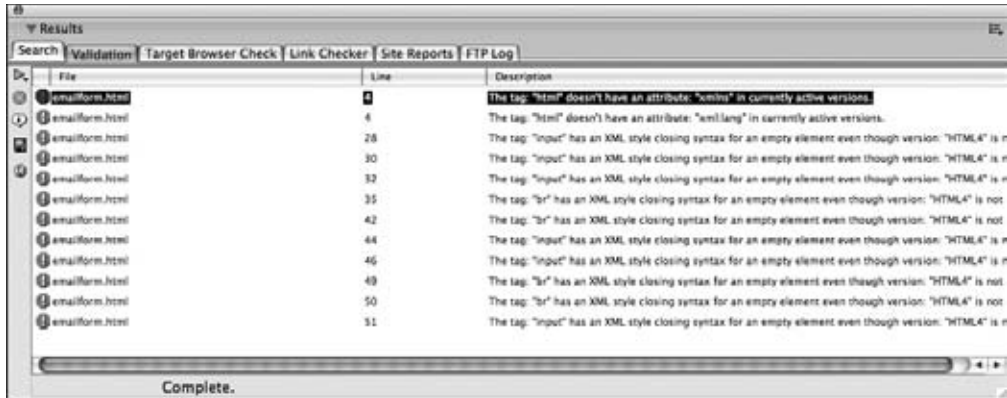 Results
Search Validation Target Browser Check Link Checker Site Reports FTP Log
File Line Description
emailform.html 4 The tag: "html" doesn't have an attribute: "xmlns" in currently active versions.
emailform.html 4 The tag: "html" doesn't have an attribute: "xml:lang" in currently active versions.
emailform.html 28 The tag: "input" has an XML style closing syntax for an empty element even though version: "HTML4" is n
emailform.html 30 The tag: "input" has an XML style closing syntax for an empty element even though version: "HTML4" is n
emailform.html 32 The tag: "input" has an XML style closing syntax for an empty element even though version: "HTML4" is n
emailform.html 35 The tag: "br" has an XML style closing syntax for an empty element even though version: "HTML4" is not
emailform.html 42 The tag: "br" has an XML style closing syntax for an empty element even though version: "HTML4" is not
emailform.html 44 The tag: "input" has an XML style closing syntax for an empty element even though version: "HTML4" is n
emailform.html 46 The tag: "input" has an XML style closing syntax for an empty element even though version: "HTML4" is n
emailform.html 49 The tag: "br" has an XML style closing syntax for an empty element even though version: "HTML4" is not
emailform.html 50 The tag: "br" has an XML style closing syntax for an empty element even though version: "HTML4" is not
emailform.html 51 The tag: "input" has an XML style closing syntax for an empty element even though version: "HTML4" is n
Complete.